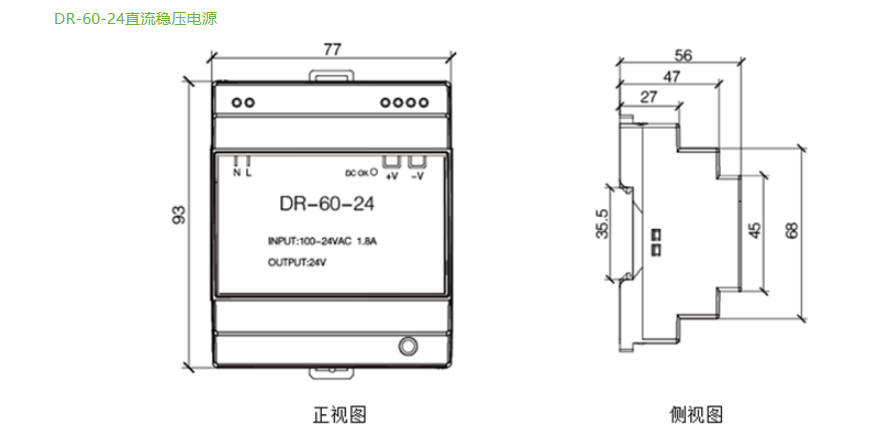 DR-60-24直流稳压电源
77
56
47
27
N L DC OK +V -V
DR-60-24
93
35.5
45
68
INPUT:100-24VAC 1.8A
OUTPUT:24V
正视图
侧视图